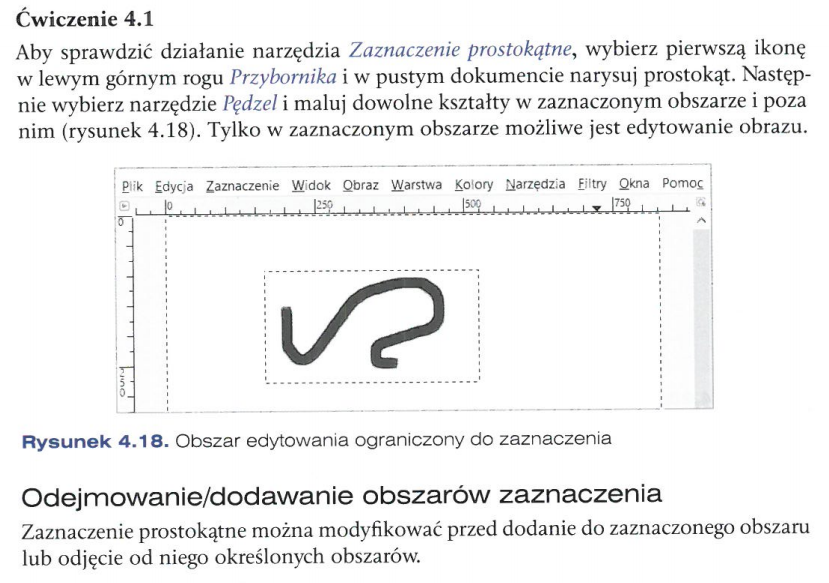 Ćwiczenie 4.1
Aby sprawdzić działanie narzędzia Zaznaczenie prostokątne, wybierz pierwszą ikonę
w lewym górnym rogu Przybornika i w pustym dokumencie narysuj prostokąt. Następ-
nie wybierz narzędzie Pędzel i maluj dowolne kształty w zaznaczonym obszarze i poza
nim (rysunek 4.18). Tylko w zaznaczonym obszarze możliwe jest edytowanie obrazu.
Plik Edycja Zaznaczenie Widok Obraz Warstwa Kolory Narzędzia Filtry Okna Pomoc
0 250 500 750
0
250
Rysunek 4.18. Obszar edytowania ograniczony do zaznaczenia
Odejmowanie/dodawanie obszarów zaznaczenia
Zaznaczenie prostokątne można modyfikować przed dodanie do zaznaczonego obszaru
lub odjęcie od niego określonych obszarów.